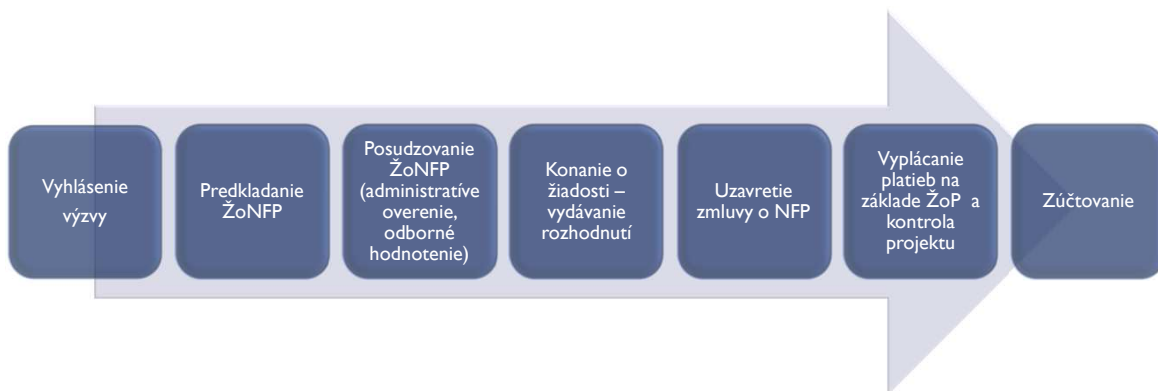 Vyhlásenie
výzvy
Predkladanie
ŽoNFP
Posudzovanie
ŽoNFP
(administratíve
overenie,
odborné
hodnotenie)
Konanie o
žiadosti –
vydávanie
rozhodnutí
Uzavretie
zmluvy o NFP
Vyplácanie
platieb na
základe ŽoP a
kontrola
projektu
Zúčtovanie